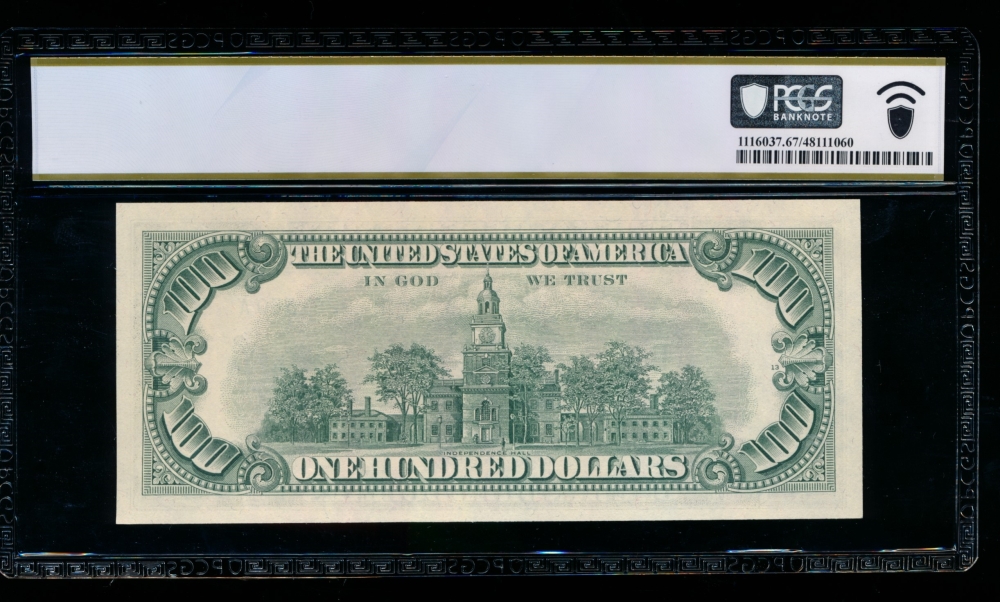 PCGS
BANKNOTE
1116037.67/48111060
THE UNITED STATES OF AMERICA
100 100
IN GOD WE TRUST
13
100 100
INDEPENDENCE HALL
ONE HUNDRED DOLLARS